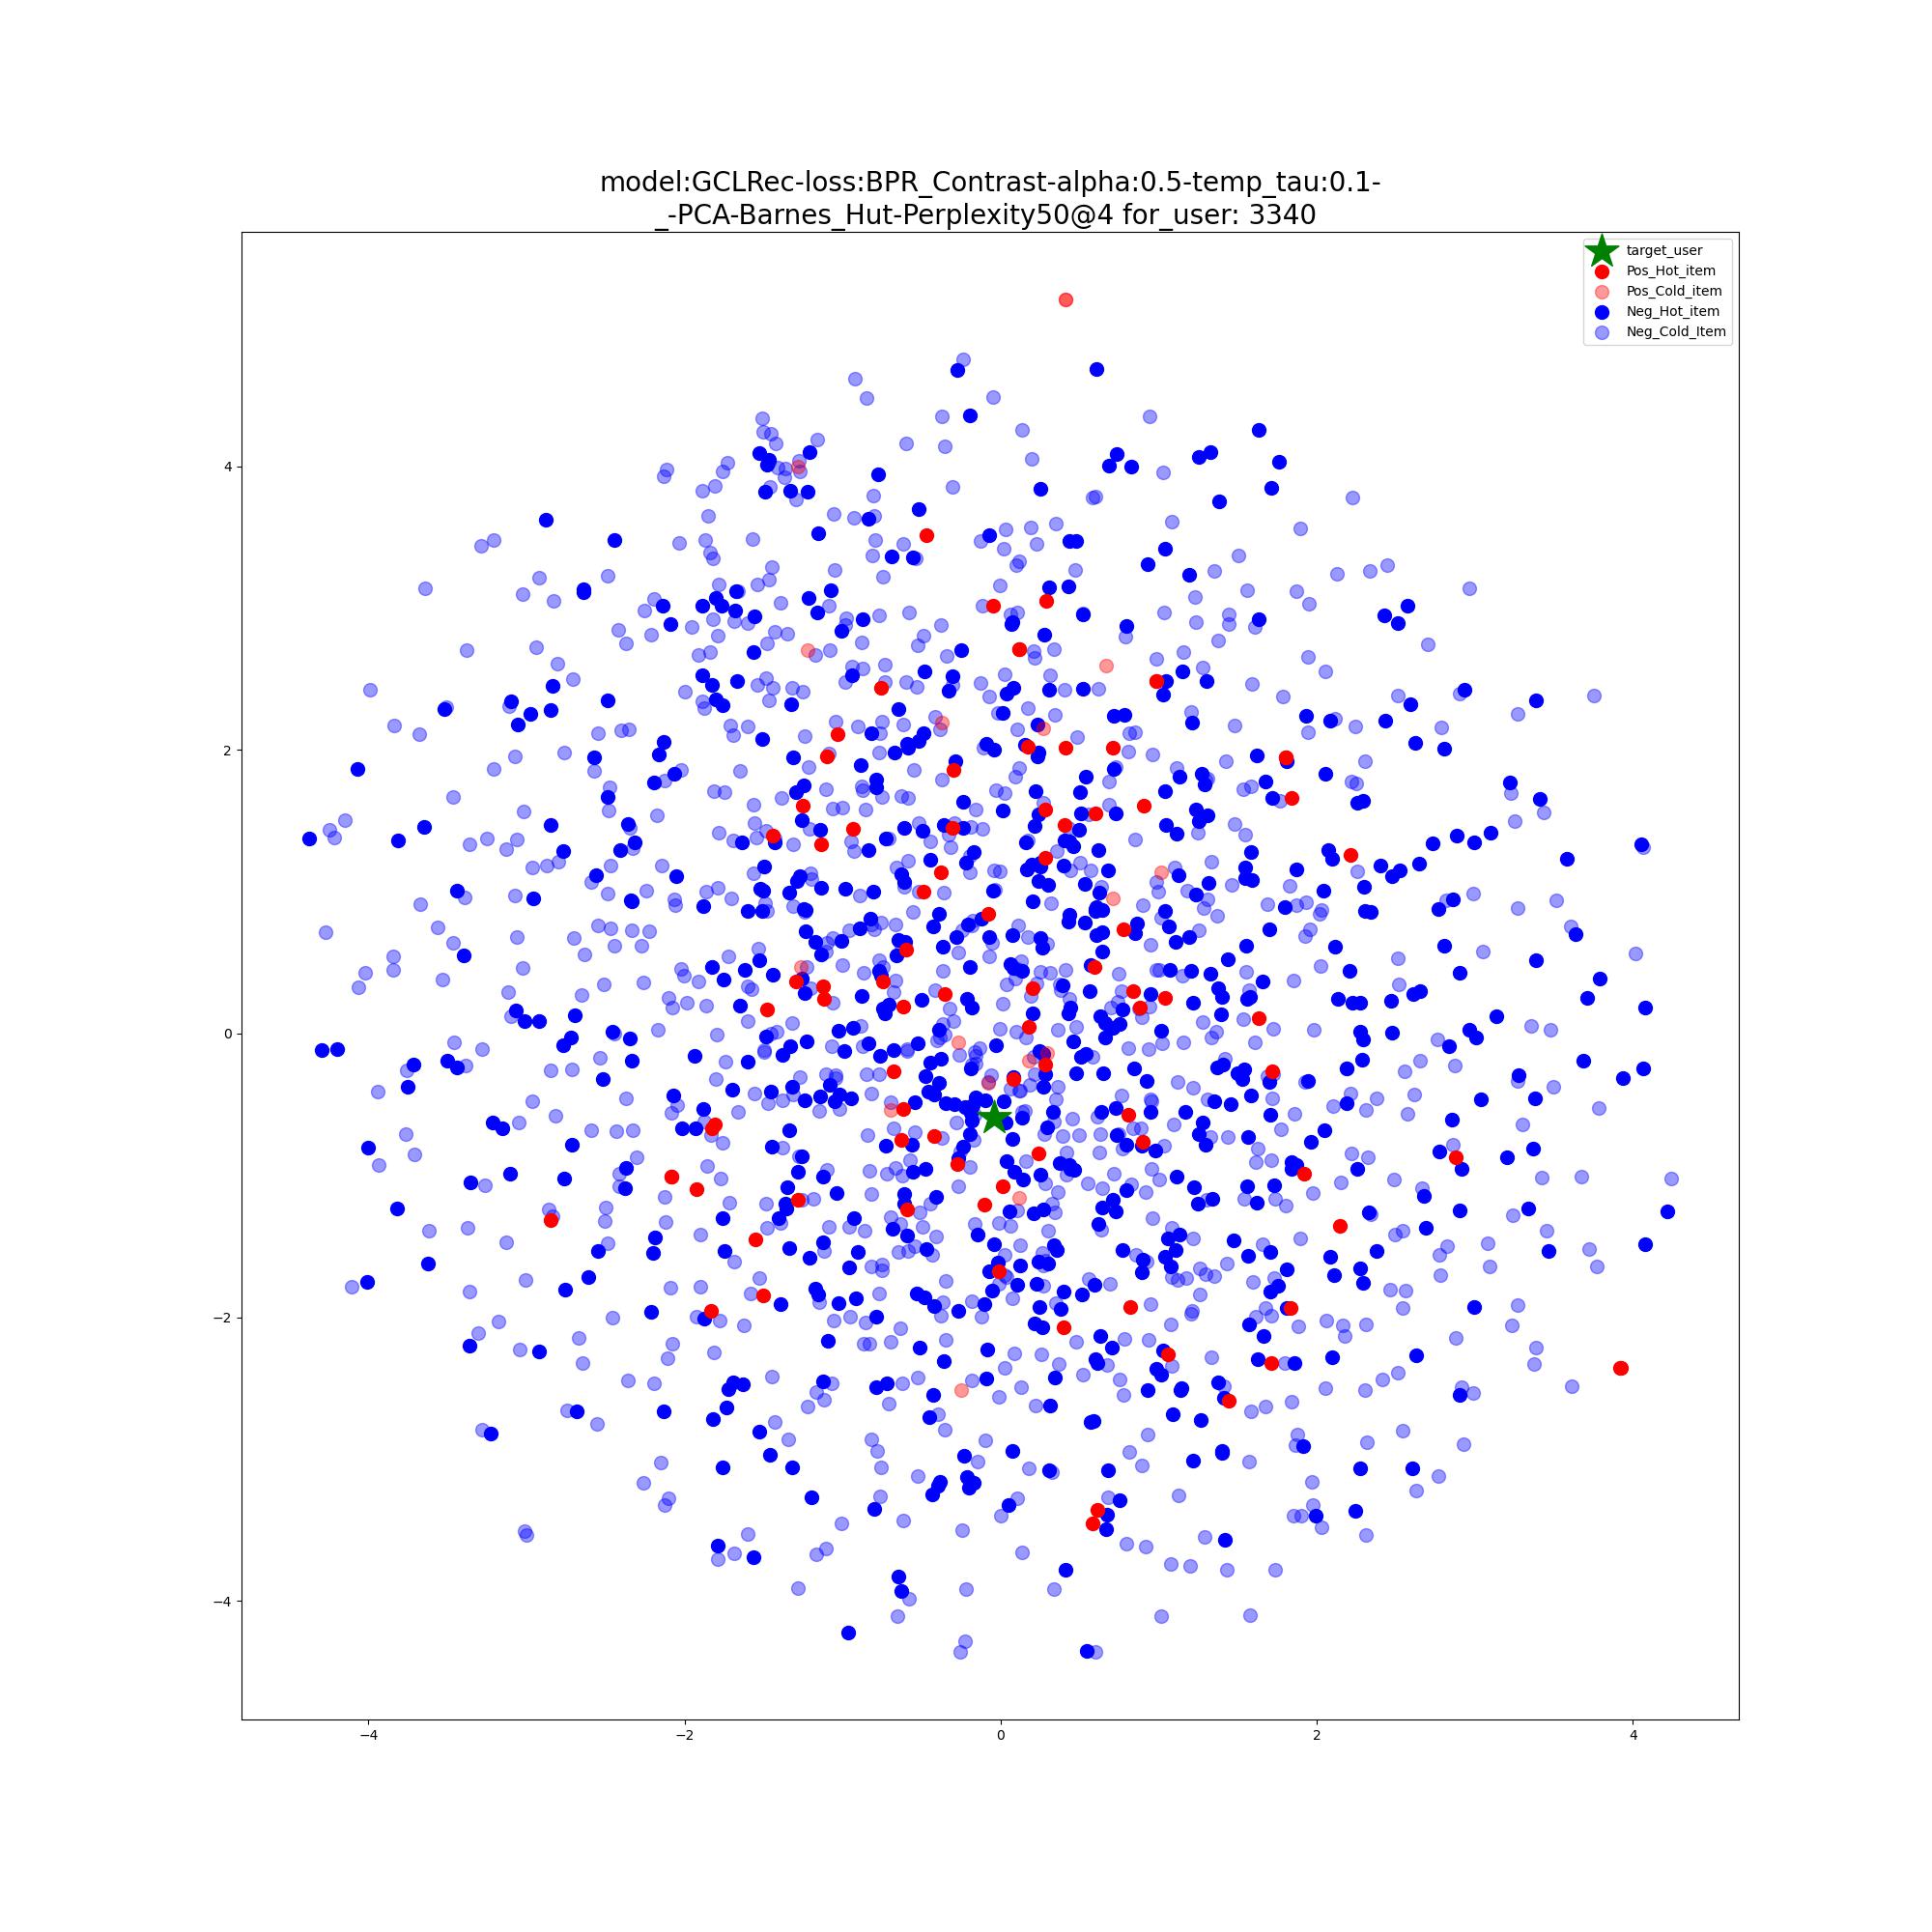 model:GCLRec-loss:BPR_Contrast-alpha:0.5-temp_tau:0.1-
_-PCA-Barnes_Hut-Perplexity50@4 for_user: 3340
target_user
Pos_Hot_item
Pos_Cold_item
Neg_Hot_item
Neg_Cold_Item
4
2
0
−2
−4
−4
−2
0
2
4